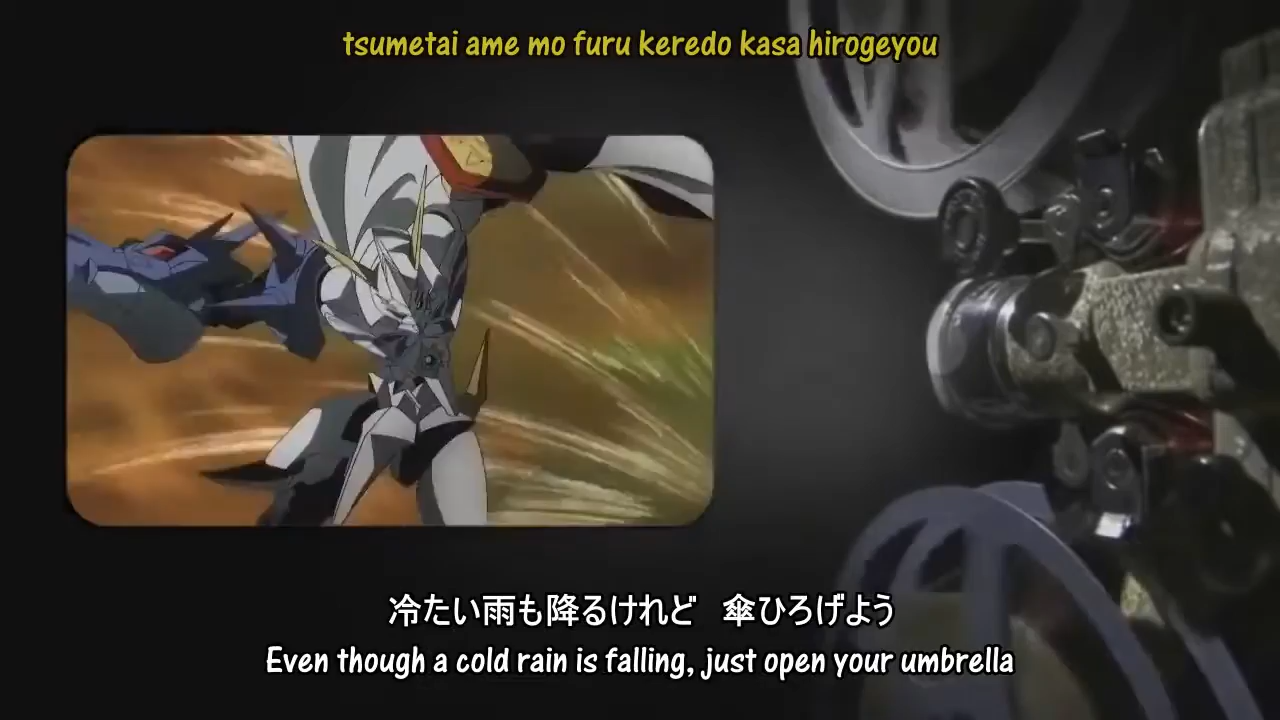 tsumetai ame mo furu keredo kasa hirogeyou
冷たい雨も降るけれど　傘ひろげよう
Even though a cold rain is falling, just open your umbrella